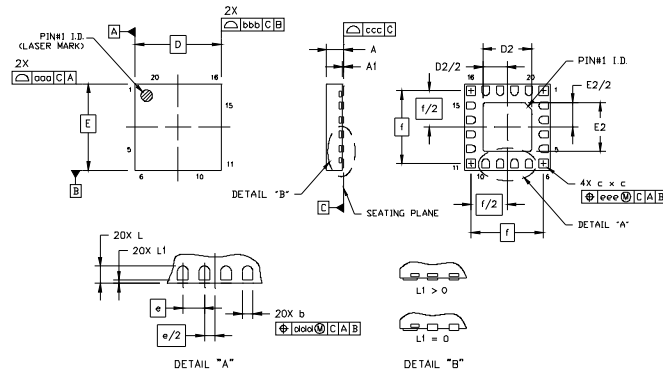 2X
bbb C B
PIN#1 I.D.
(LASER MARK)
A
D
2X
aaa C A
1
20
16
15
E
5
11
6
10
B
ccc C
A
A1
DETAIL "B"
C
SEATING PLANE
D2
D2/2
PIN#1 I.D.
16
20
1
15
E2/2
f/2
f
E2
5
11
10
6
4X c x c
eee M C A B
f/2
f
DETAIL "A"
20X L
20X L1
e
e/2
20X b
ddd M C A B
DETAIL "A"
L1 > 0
L1 = 0
DETAIL "B"